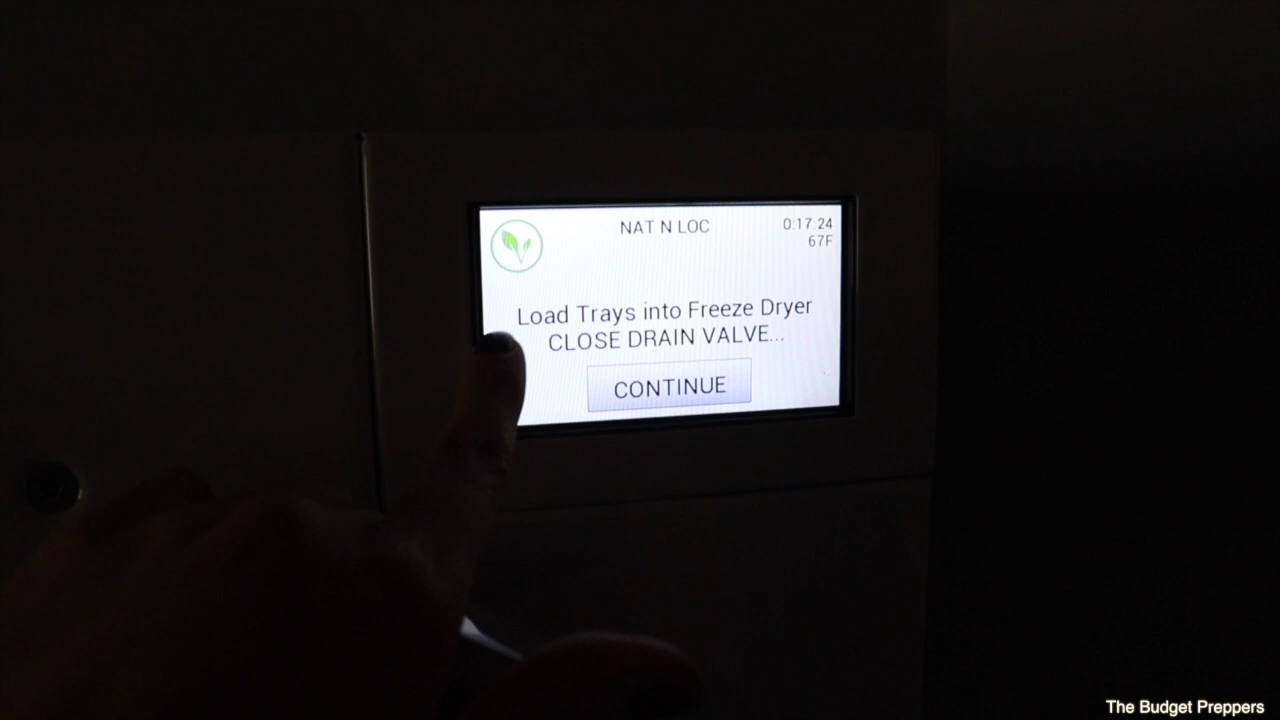 NAT N LOC
0:17:24
67F
Load Trays into Freeze Dryer
CLOSE DRAIN VALVE...
CONTINUE
The Budget Preppers